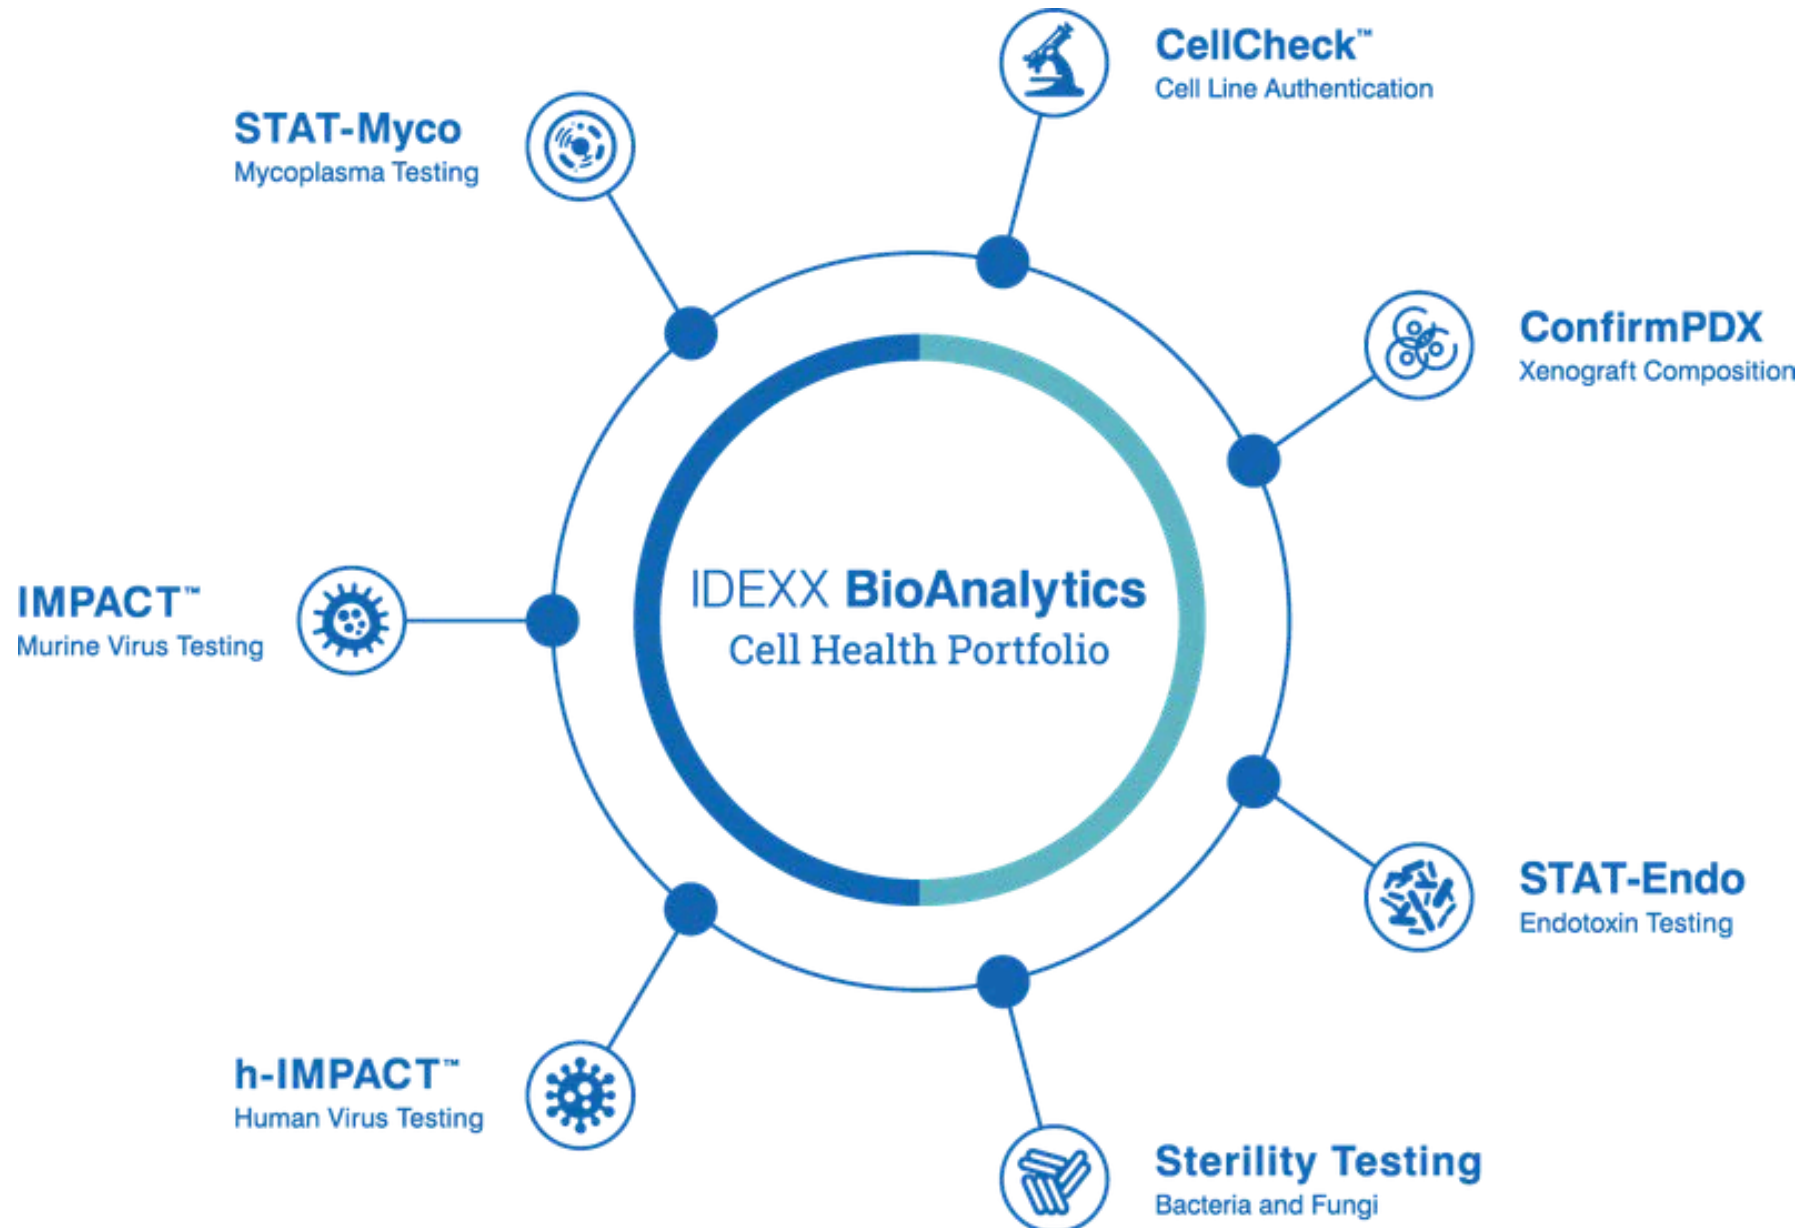 CellCheck™
Cell Line Authentication
STAT-Myco
Mycoplasma Testing
ConfirmPDX
Xenograft Composition
IMPACT™
Murine Virus Testing
IDEXX BioAnalytics
Cell Health Portfolio
STAT-Endo
Endotoxin Testing
h-IMPACT™
Human Virus Testing
Sterility Testing
Bacteria and Fungi